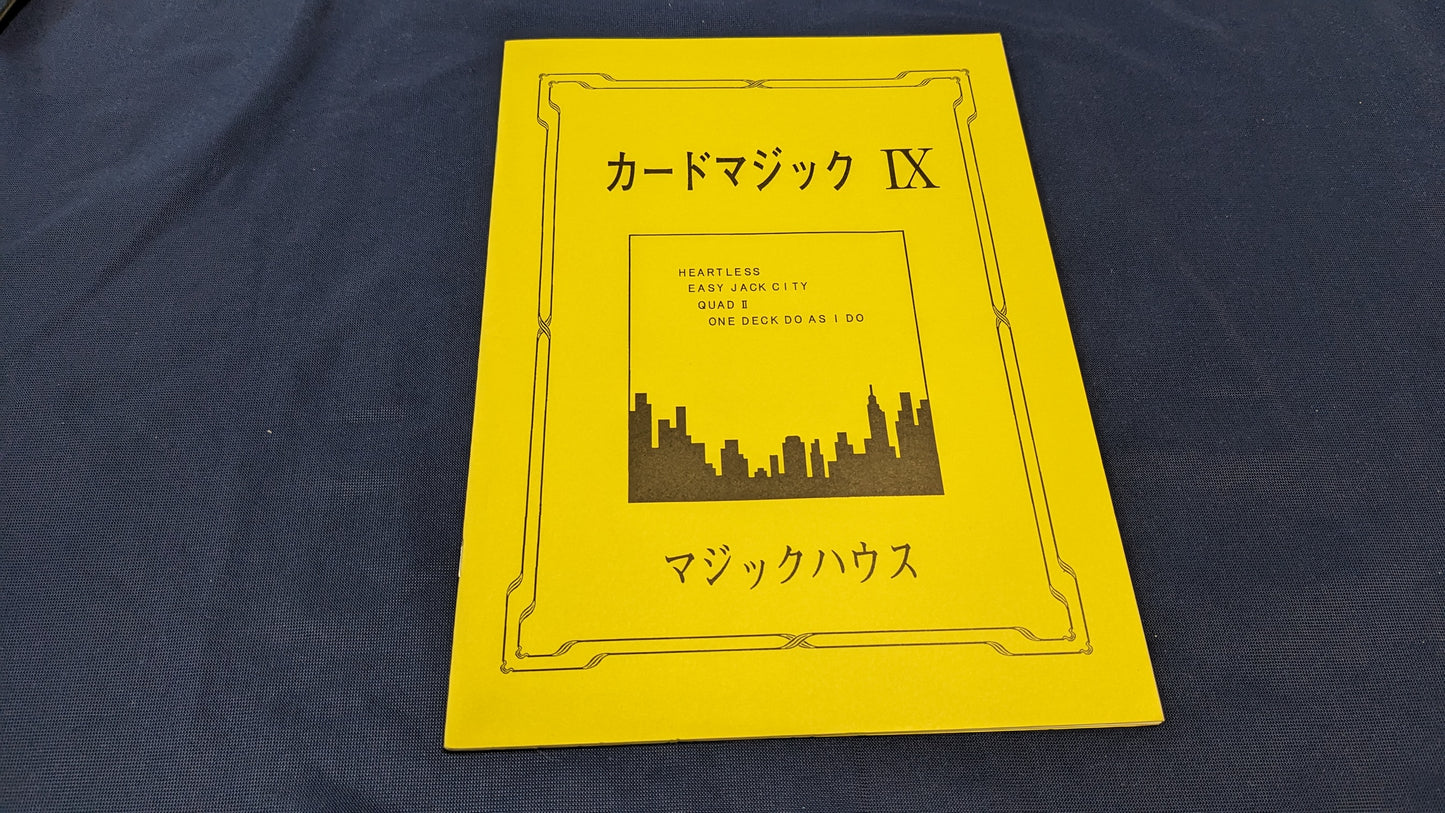 カードマジック Ⅸ
HEARTLESS
EASY JACK CITY
QUAD Ⅱ
ONE DECK DO AS I DO
マジックハウス